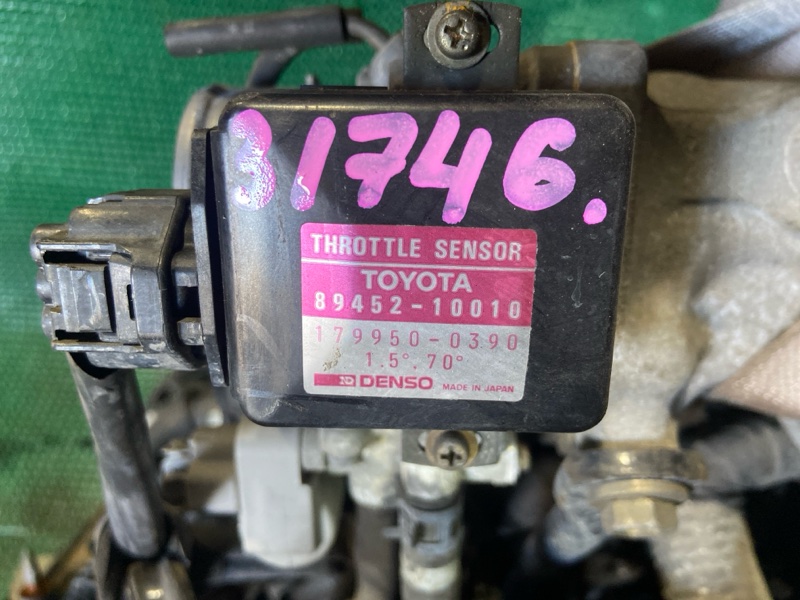 31746.
THROTTLE SENSOR
TOYOTA
89452-10010
179950-0390
1.5°.70°
DENSO MADE IN JAPAN